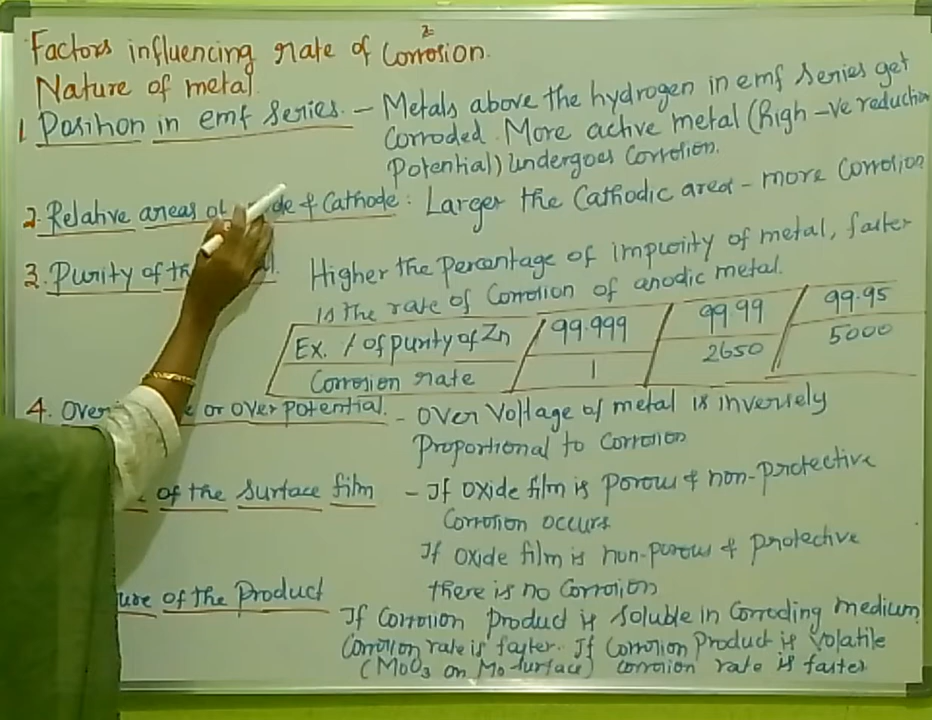 2
Factors influencing rate of Corrosion.
Nature of metal
1. Position in emf Series. - Metals above the hydrogen in emf series get
Corroded. More active metal (High -ve reduction
Potential) undergoes Corrosion.
2. Relative areas of & Cathode : Larger the Cathodic area - more Corrosion
3. Purity of Higher the Percentage of impurity of metal, faster
is the rate of Corrosion of anodic metal.
Ex. % of purity of Zn 99.999 99.99 99.95
Corrosion rate 1 2650 5000
4. Over or over potential. - Over Voltage of metal is inversely
Proportional to Corrosion
of the Surface film - If oxide film is porous & non-protective
Corrosion occurs
If oxide film is non-porous & protective
there is no Corrosion
ure of the Product
If Corrosion Product is soluble in Corroding medium
Corrosion rate is faster. If Corrosion Product is volatile
(MoO3 on Mo-surface) corrosion rate is faster